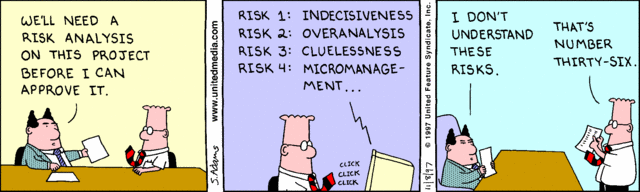 WE'LL NEED A
RISK ANALYSIS
ON THIS PROJECT
BEFORE I CAN
APPROVE IT.
www.unitedmedia.com
S. Adams
RISK 1: INDECISIVENESS
RISK 2: OVERANALYSIS
RISK 3: CLUELESSNESS
RISK 4: MICROMANAGE-
MENT...
CLICK
CLICK
CLICK
© 1997 United Feature Syndicate, Inc.
11/8/97
I DON'T
UNDERSTAND
THESE
RISKS.
THAT'S
NUMBER
THIRTY-SIX.